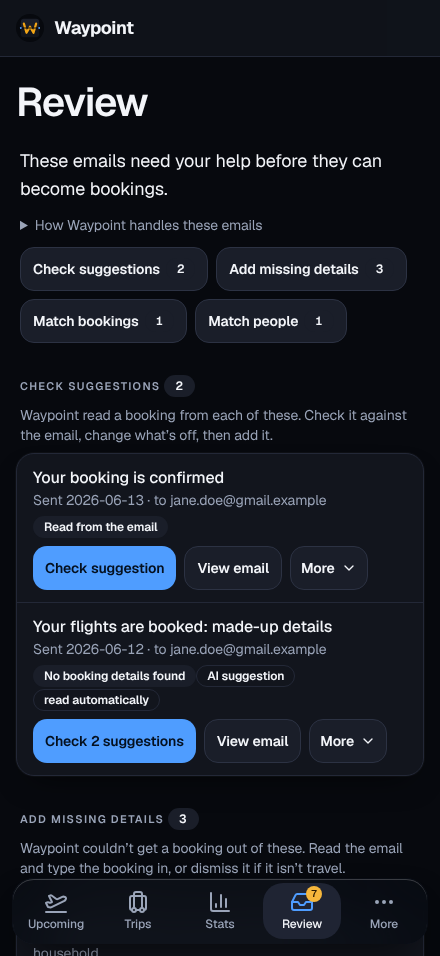 Waypoint
Review
These emails need your help before they can
become bookings.
How Waypoint handles these emails
Check suggestions 2
Add missing details 3
Match bookings 1
Match people 1
CHECK SUGGESTIONS 2
Waypoint read a booking from each of these. Check it against
the email, change what’s off, then add it.
Your booking is confirmed
Sent 2026-06-13 · to jane.doe@gmail.example
Read from the email
Check suggestion
View email
More
Your flights are booked: made-up details
Sent 2026-06-12 · to jane.doe@gmail.example
No booking details found
AI suggestion
read automatically
Check 2 suggestions
View email
More
ADD MISSING DETAILS 3
Waypoint couldn’t get a booking out of these. Read the email
and type the booking in, or dismiss it if it isn’t travel.
7
Upcoming
Trips
Stats
Review
More
household